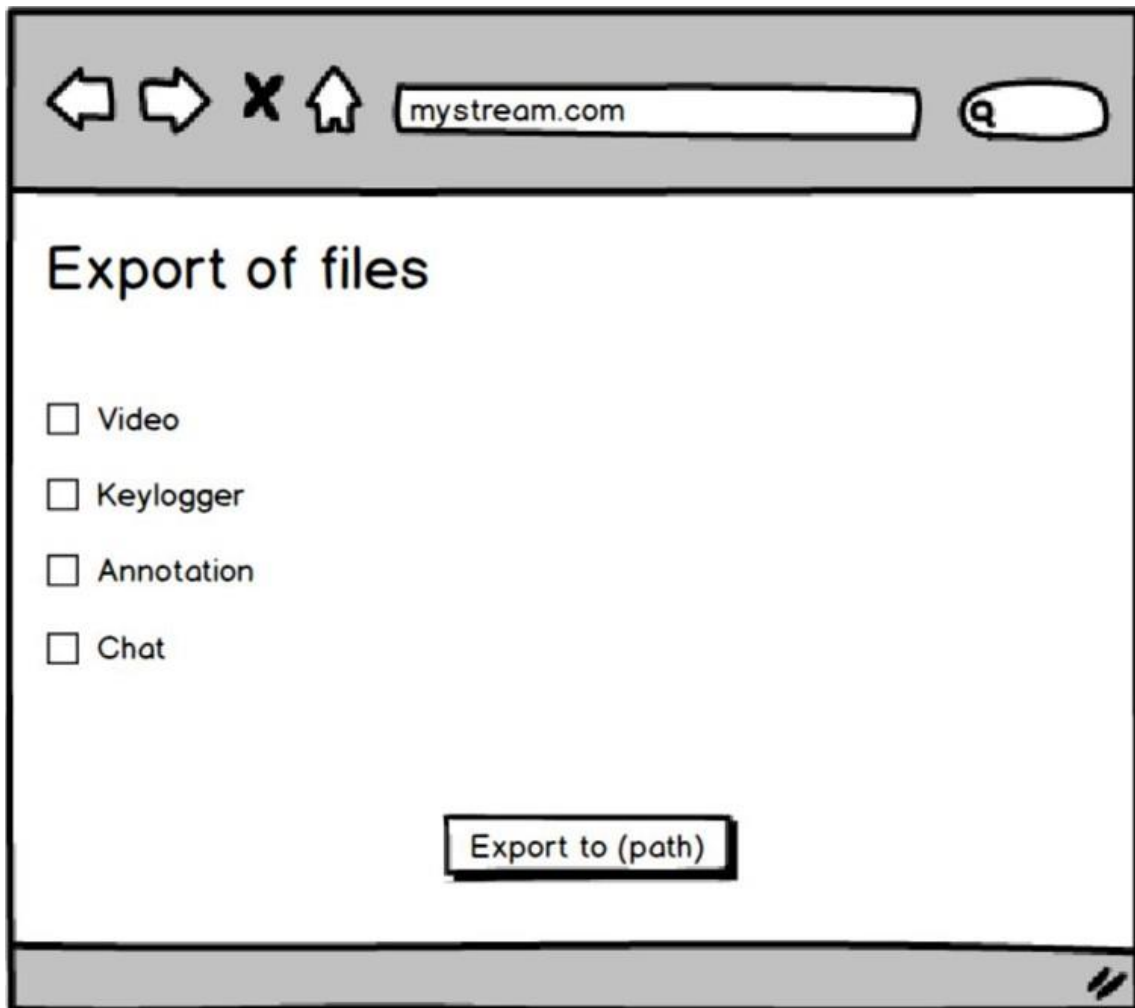 mystream.com
Export of files
Video
Keylogger
Annotation
Chat
Export to (path)